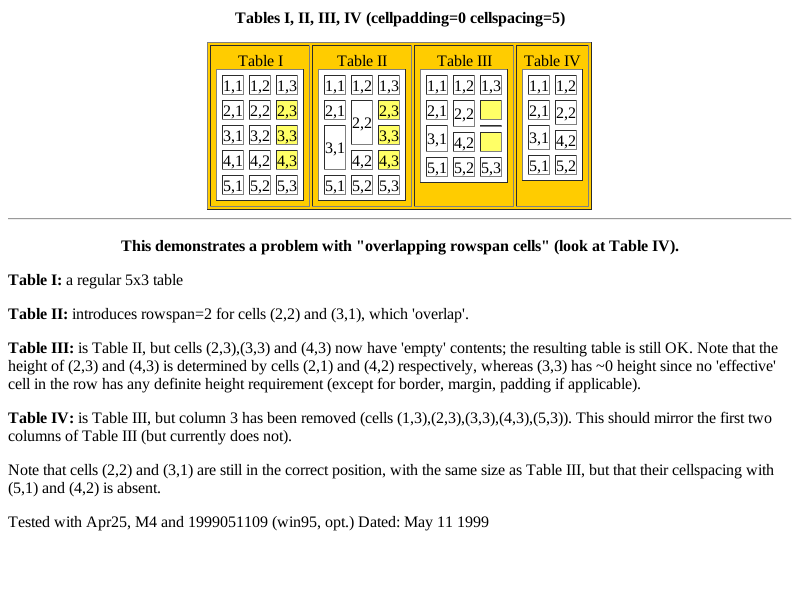 Tables I, II, III, IV (cellpadding=0 cellspacing=5)
Table I Table II Table III Table IV
1,1 1,2 1,3 1,1 1,2 1,3 1,1 1,2 1,3 1,1 1,2
2,1 2,2 2,3 2,1 2,2 2,3 2,1 2,2 2,1 2,2
3,1 3,2 3,3 3,1 3,3 3,1 3,1
4,1 4,2 4,3 4,2 4,3 4,2 4,2
5,1 5,2 5,3 5,1 5,2 5,3 5,1 5,2 5,3 5,1 5,2
This demonstrates a problem with "overlapping rowspan cells" (look at Table IV).
Table I: a regular 5x3 table
Table II: introduces rowspan=2 for cells (2,2) and (3,1), which 'overlap'.
Table III: is Table II, but cells (2,3),(3,3) and (4,3) now have 'empty' contents; the resulting table is still OK. Note that the
height of (2,3) and (4,3) is determined by cells (2,1) and (4,2) respectively, whereas (3,3) has ~0 height since no 'effective'
cell in the row has any definite height requirement (except for border, margin, padding if applicable).
Table IV: is Table III, but column 3 has been removed (cells (1,3),(2,3),(3,3),(4,3),(5,3)). This should mirror the first two
columns of Table III (but currently does not).
Note that cells (2,2) and (3,1) are still in the correct position, with the same size as Table III, but that their cellspacing with
(5,1) and (4,2) is absent.
Tested with Apr25, M4 and 1999051109 (win95, opt.) Dated: May 11 1999